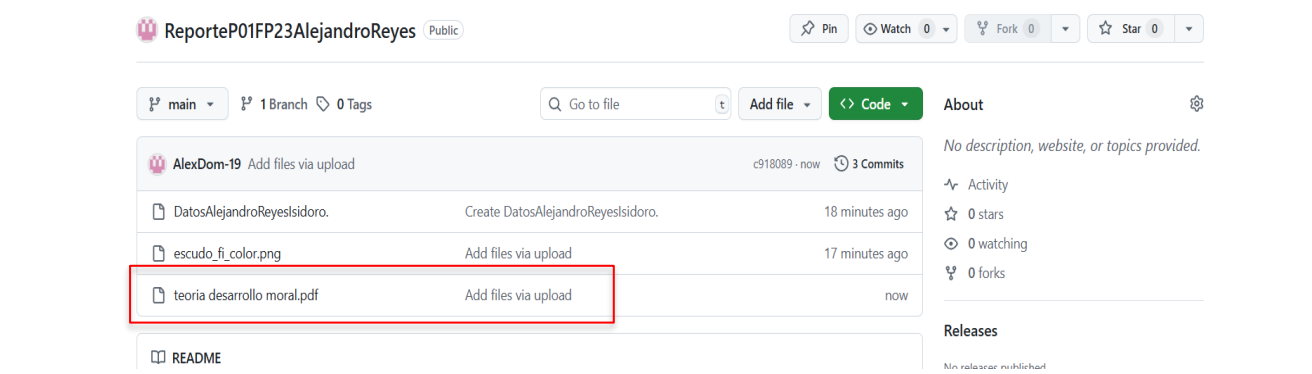 ReporteP01FP23AlejandroReyes Public
Pin Watch 0 Fork 0 Star 0
main 1 Branch 0 Tags Go to file t Add file Code
AlexDom-19 Add files via upload c918089 · now 3 Commits
DatosAlejandroReyesIsidoro. Create DatosAlejandroReyesIsidoro. 18 minutes ago
escudo_fi_color.png Add files via upload 17 minutes ago
teoria desarrollo moral.pdf Add files via upload now
README
About
No description, website, or topics provided.
Activity
0 stars
0 watching
0 forks
Releases
No releases published